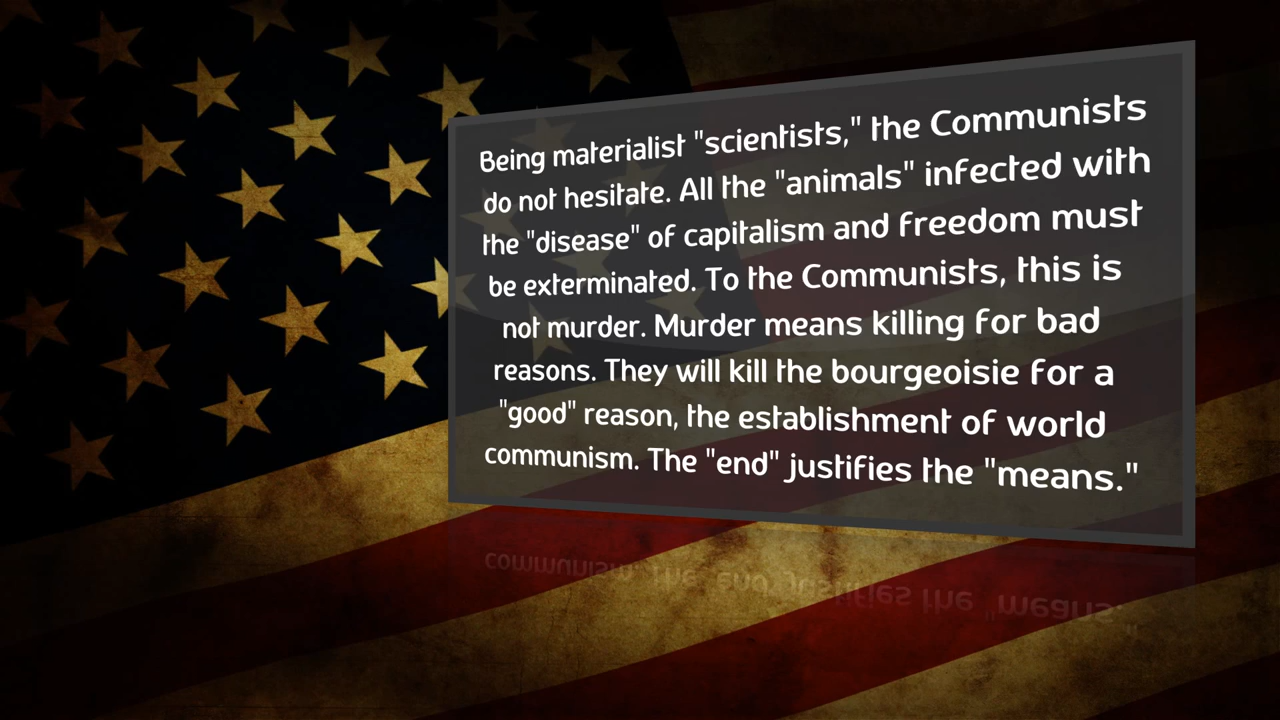 Being materialist "scientists," the Communists
do not hesitate. All the "animals" infected with
the "disease" of capitalism and freedom must
be exterminated. To the Communists, this is
not murder. Murder means killing for bad
reasons. They will kill the bourgeoisie for a
"good" reason, the establishment of world
communism. The "end" justifies the "means."